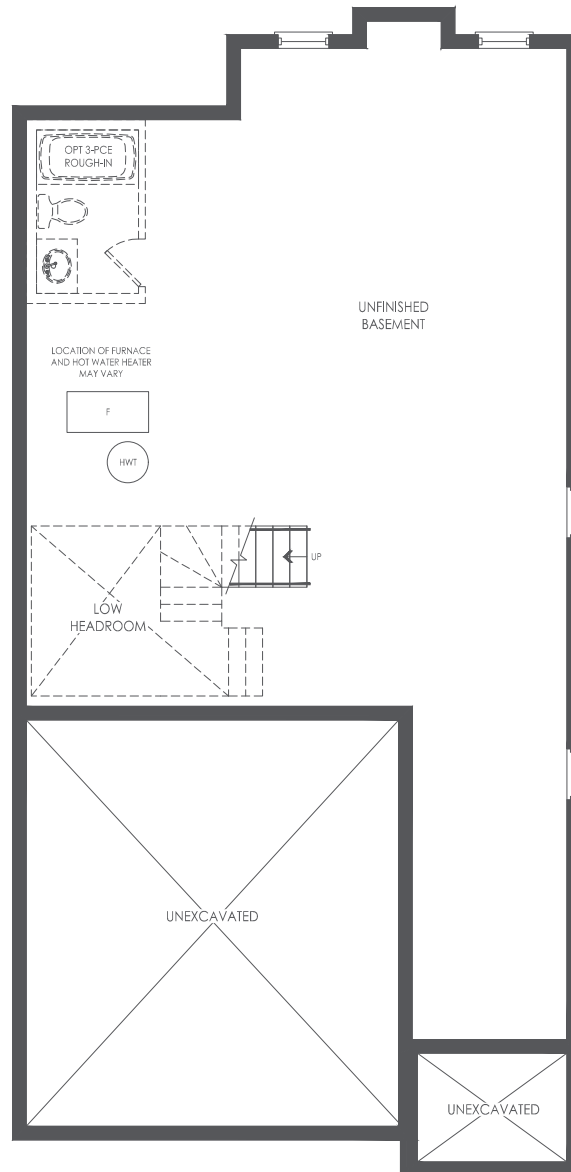 OPT 3-PCE
ROUGH-IN
UNFINISHED
BASEMENT
LOCATION OF FURNACE
AND HOT WATER HEATER
MAY VARY
F
HWT
UP
LOW
HEADROOM
UNEXCAVATED
UNEXCAVATED